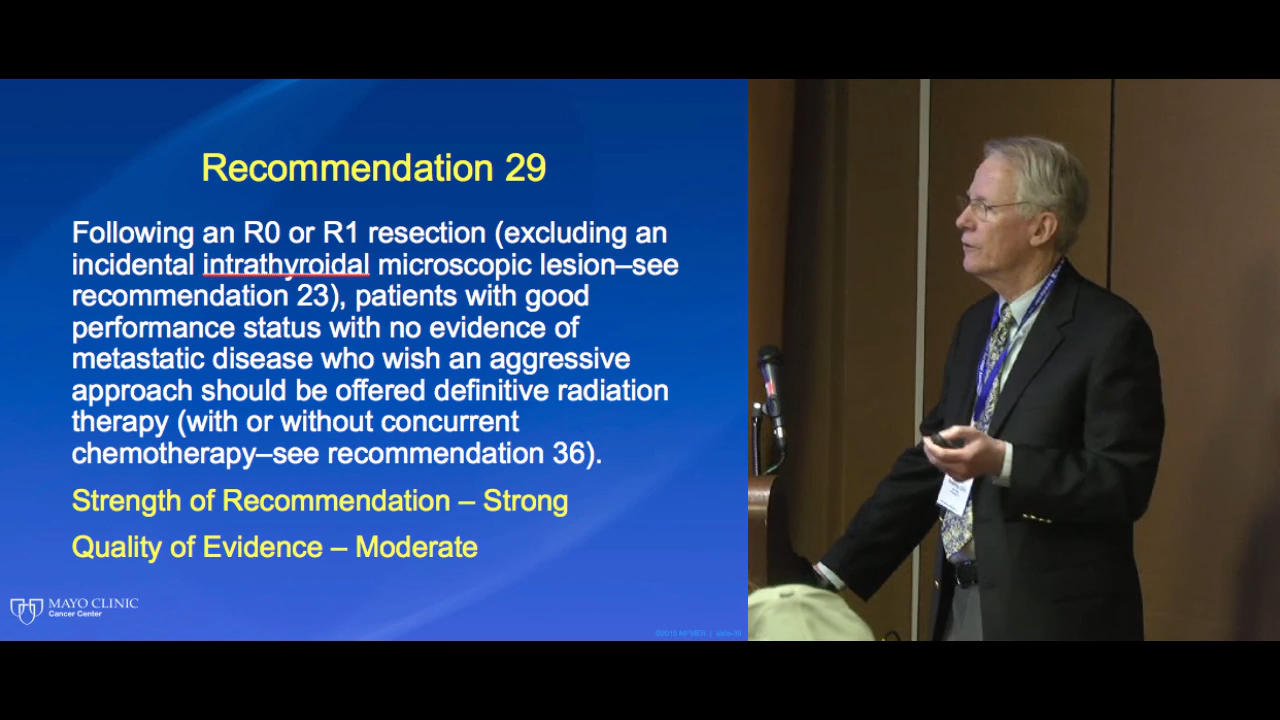 Recommendation 29
Following an R0 or R1 resection (excluding an
incidental intrathyroidal microscopic lesion–see
recommendation 23), patients with good
performance status with no evidence of
metastatic disease who wish an aggressive
approach should be offered definitive radiation
therapy (with or without concurrent
chemotherapy–see recommendation 36).
Strength of Recommendation – Strong
Quality of Evidence – Moderate
MAYO CLINIC
Cancer Center